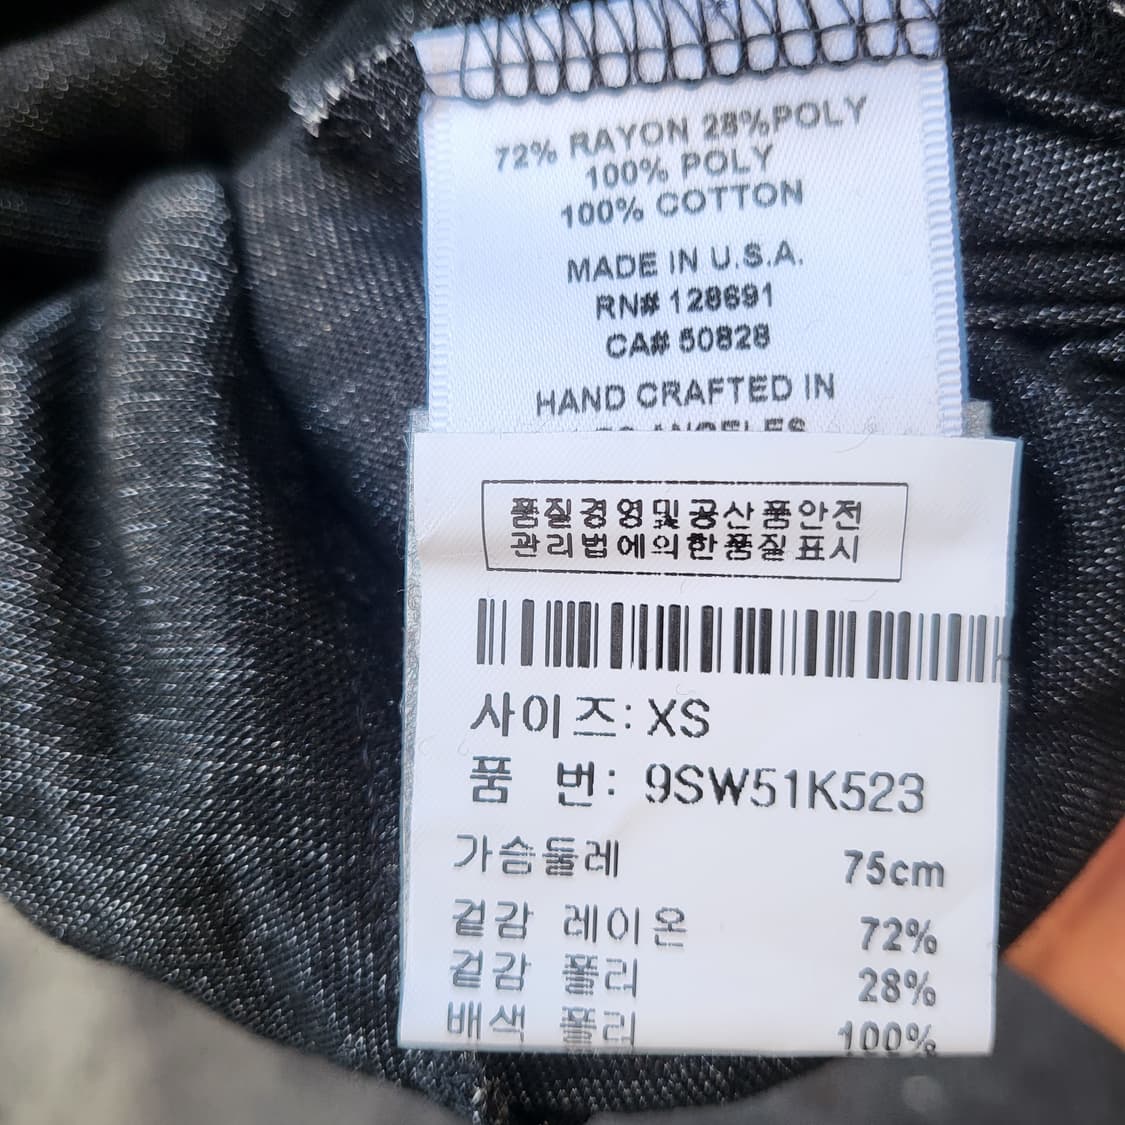 72% RAYON 28%POLY
100% POLY
100% COTTON
MADE IN U.S.A.
RN# 128691
CA# 50828
HAND CRAFTED IN
LOS ANGELES
품질경영및공산품안전
관리법에의한품질표시
사이즈: XS
품 번: 9SW51K523
가슴둘레 75cm
겉감 레이온 72%
겉감 폴리 28%
배색 폴리 100%